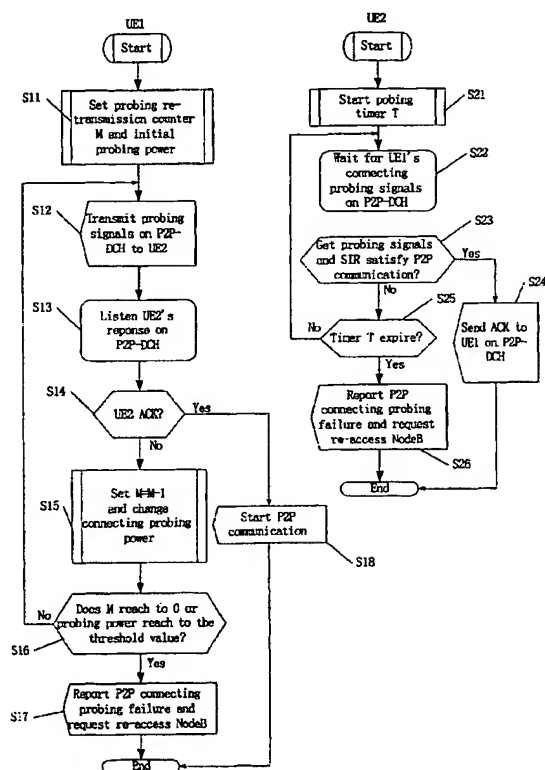 UE1
Start
S11
Set probing re-
transmission counter
M and initial
probing power
S12
Transmit probing
signals on P2P-
DCH to UE2
S13
Listen UE2's
reponse on
P2P-DCH
S14
UE2 ACK?
Yes
No
S15
Set M=M-1
and change
connecting probing
power
Start P2P
communication
S18
No
Does M reach to 0 or
probing power reach to the
threshold value?
S16
Yes
Report P2P connecting
probing failure and
request re-access NodeB
S17
End
UE2
Start
Start pobing
timer T
S21
Wait for UE1's
connecting
probing signals
on P2P-DCH
S22
S23
Get probing signals
and SIR satisfy P2P
communication?
Yes
S24
No
S25
No
Timer T expire?
Send ACK to
UE1 on P2P-
DCH
Yes
Report P2P
connecting probing
failure and request
re-access NodeB
S26
End